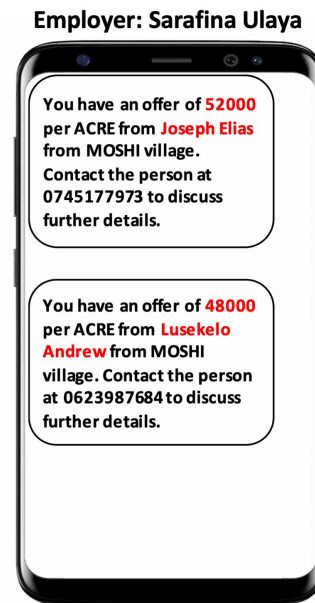 Employer: Sarafina Ulaya
You have an offer of 52000
per ACRE from Joseph Elias
from MOSHI village.
Contact the person at
0745177973 to discuss
further details.
You have an offer of 48000
per ACRE from Lusekelo
Andrew from MOSHI
village. Contact the person
at 0623987684 to discuss
further details.